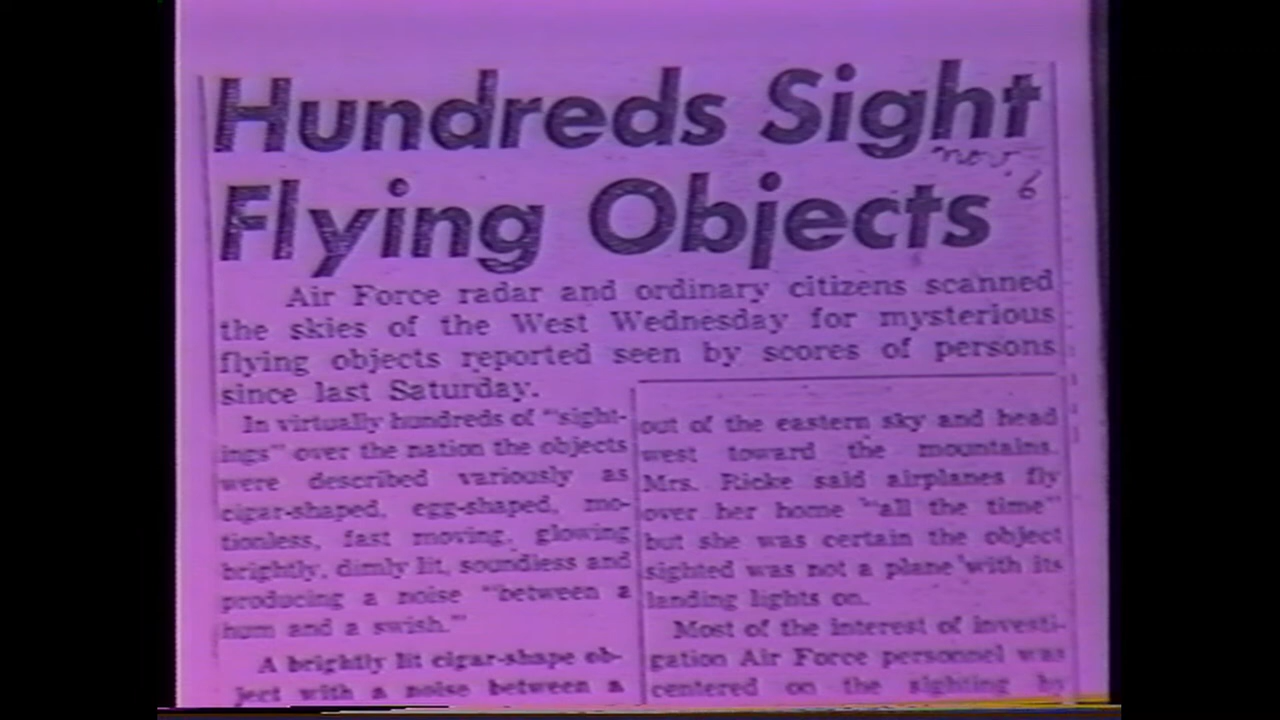 Hundreds Sight
Nov. 6
Flying Objects
Air Force radar and ordinary citizens scanned
the skies of the West Wednesday for mysterious
flying objects reported seen by scores of persons
since last Saturday.
In virtually hundreds of "sight-
ings" over the nation the objects
were described variously as
cigar-shaped, egg-shaped, mo-
tionless, fast moving, glowing
brightly, dimly lit, soundless and
producing a noise "between a
hum and a swish."
A brightly lit cigar-shape ob-
ject with a noise between a
out of the eastern sky and head
west toward the mountains.
Mrs. Ricke said airplanes fly
over her home "all the time"
but she was certain the object
sighted was not a plane with its
landing lights on.
Most of the interest of investi-
gation Air Force personnel was
centered on the sighting by